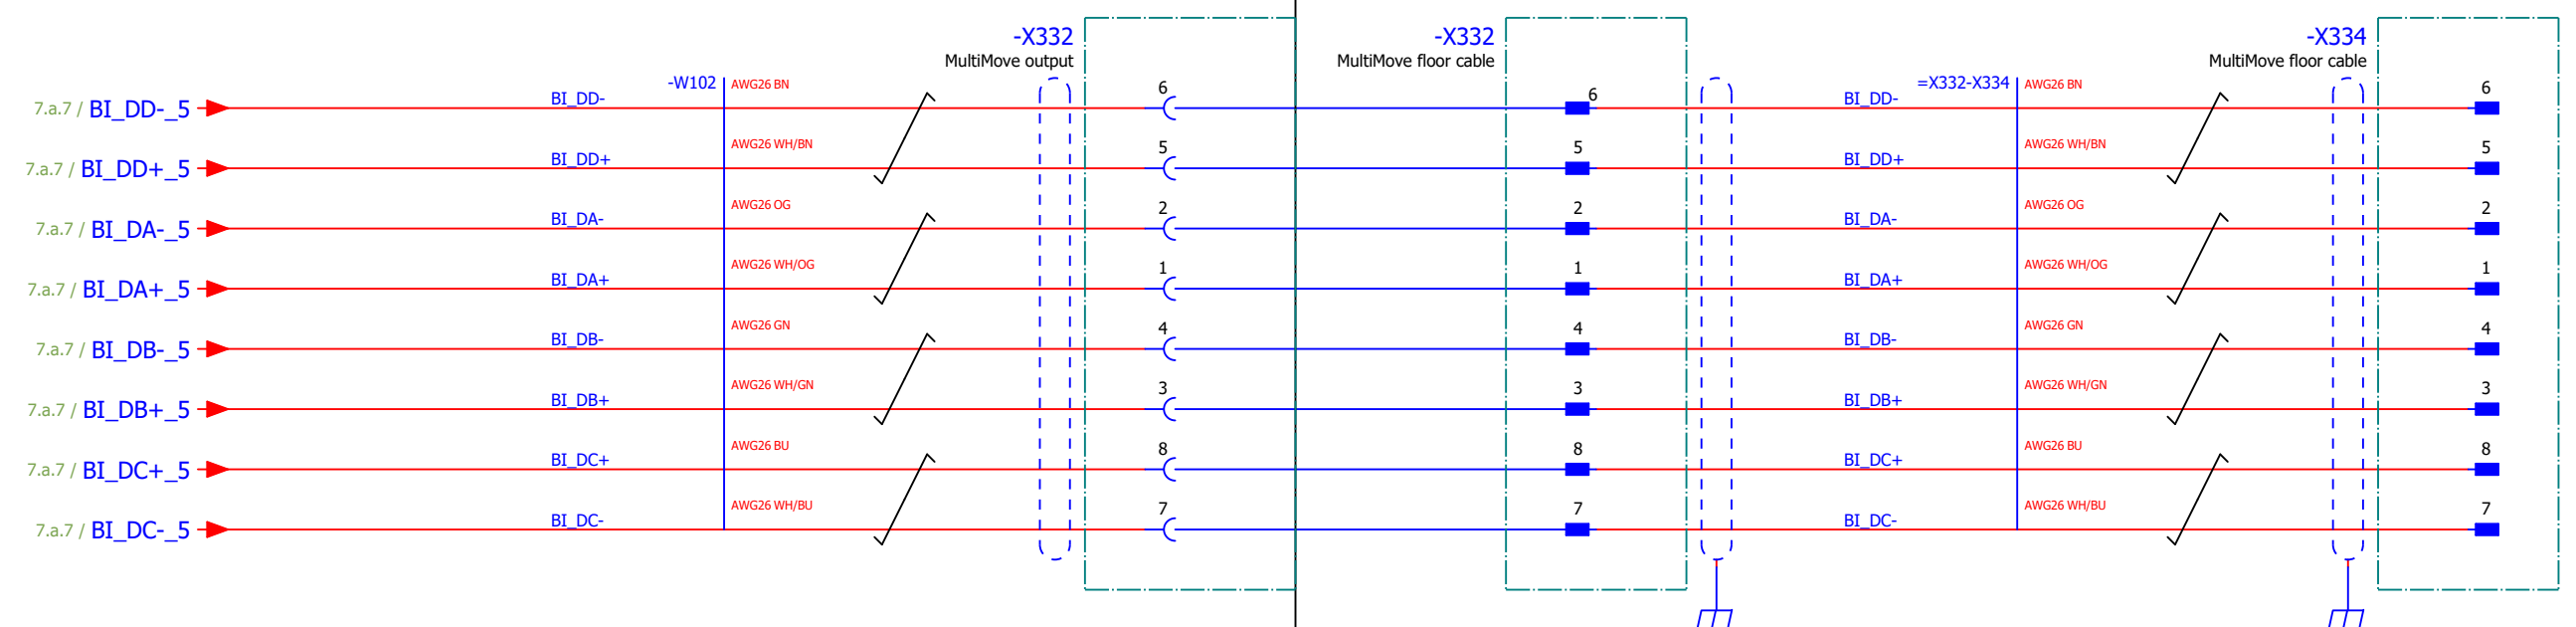 -X332
MultiMove output
-X332
MultiMove floor cable
-X334
MultiMove floor cable
-W102
=X332-X334
7.a.7 / BI_DD-_5 BI_DD- AWG26 BN 6 6 BI_DD- AWG26 BN 6
7.a.7 / BI_DD+_5 BI_DD+ AWG26 WH/BN 5 5 BI_DD+ AWG26 WH/BN 5
7.a.7 / BI_DA-_5 BI_DA- AWG26 OG 2 2 BI_DA- AWG26 OG 2
7.a.7 / BI_DA+_5 BI_DA+ AWG26 WH/OG 1 1 BI_DA+ AWG26 WH/OG 1
7.a.7 / BI_DB-_5 BI_DB- AWG26 GN 4 4 BI_DB- AWG26 GN 4
7.a.7 / BI_DB+_5 BI_DB+ AWG26 WH/GN 3 3 BI_DB+ AWG26 WH/GN 3
7.a.7 / BI_DC+_5 BI_DC+ AWG26 BU 8 8 BI_DC+ AWG26 BU 8
7.a.7 / BI_DC-_5 BI_DC- AWG26 WH/BU 7 7 BI_DC- AWG26 WH/BU 7